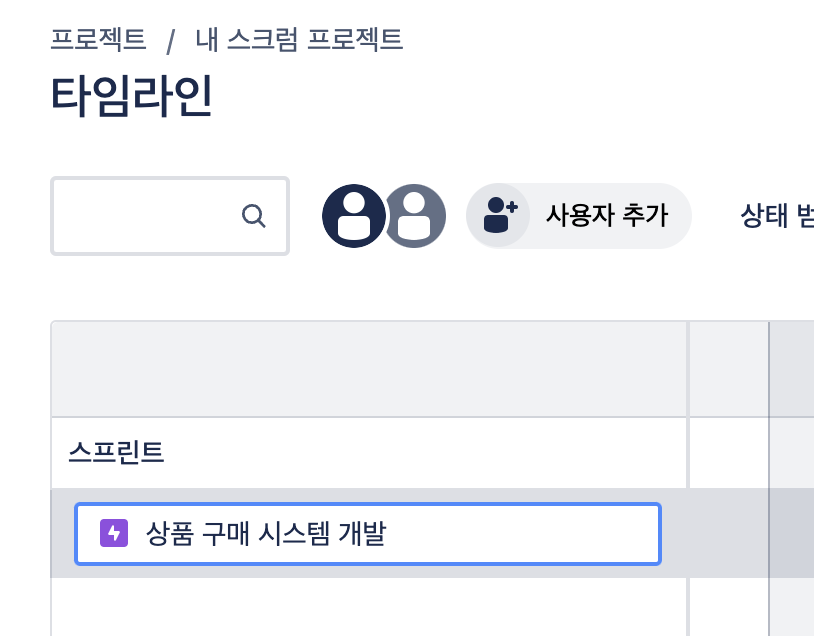 프로젝트 / 내 스크럼 프로젝트
타임라인
사용자 추가 상태
스프린트
상품 구매 시스템 개발